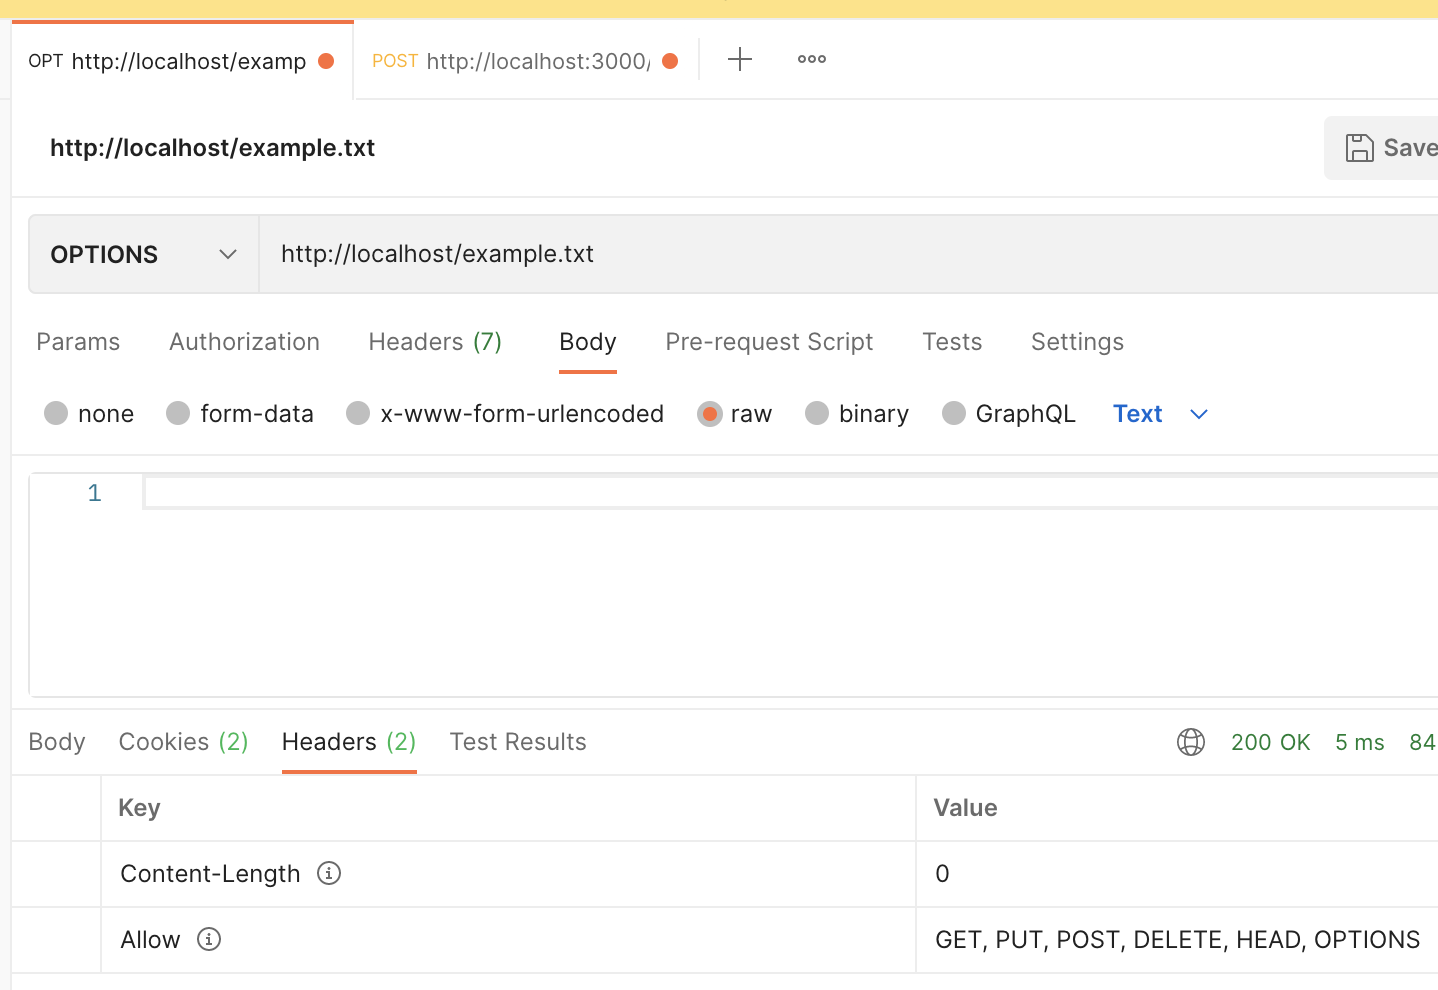 OPT http://localhost/examp POST http://localhost:3000/
http://localhost/example.txt Save
OPTIONS http://localhost/example.txt
Params Authorization Headers (7) Body Pre-request Script Tests Settings
none form-data x-www-form-urlencoded raw binary GraphQL Text
1
Body Cookies (2) Headers (2) Test Results 200 OK 5 ms 84
Key Value
Content-Length 0
Allow GET, PUT, POST, DELETE, HEAD, OPTIONS